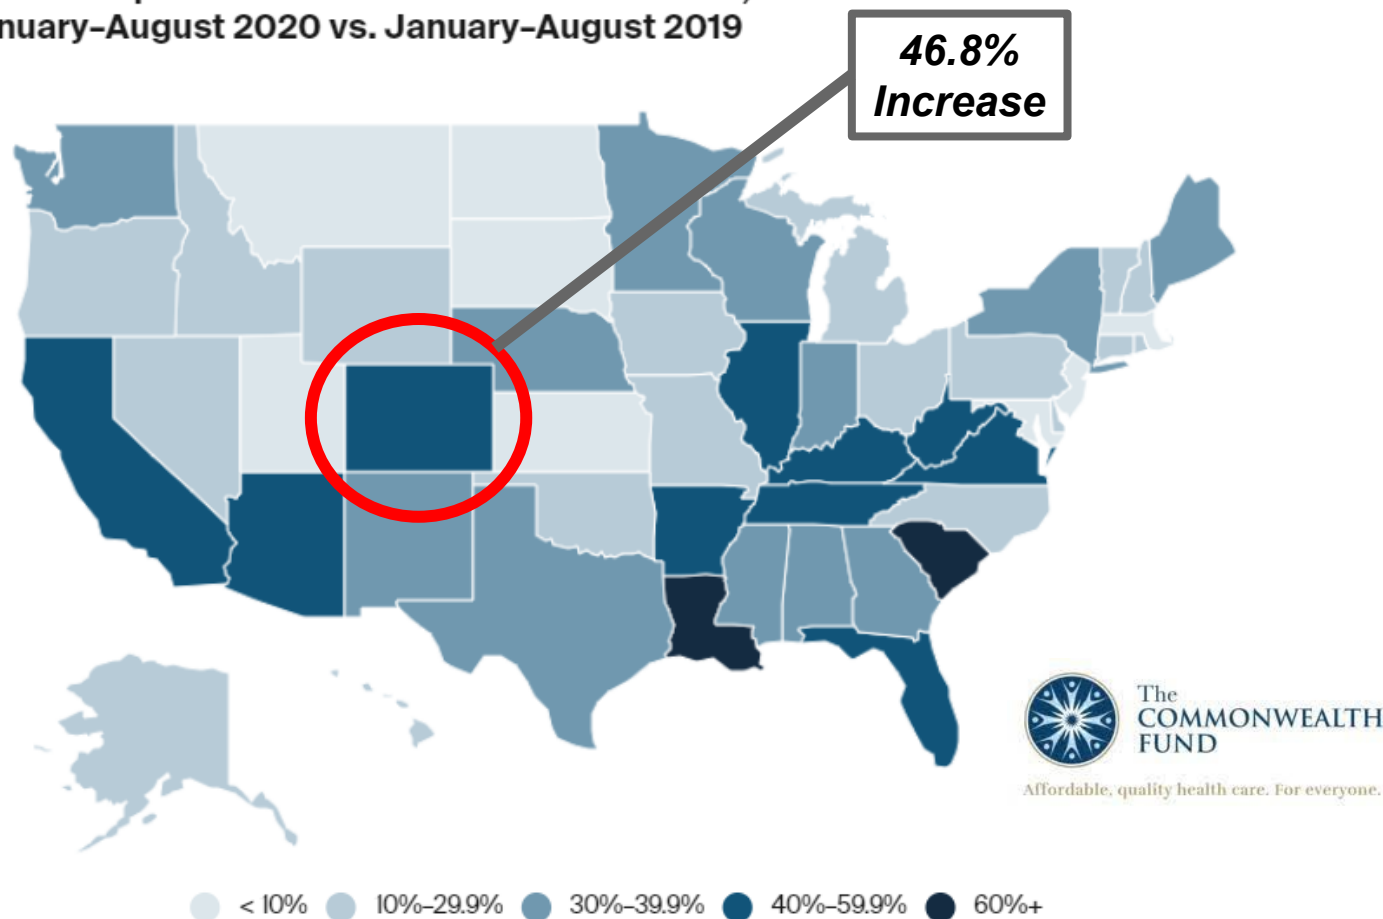 nuary–August 2020 vs. January–August 2019
46.8%
Increase
The
COMMONWEALTH
FUND
Affordable, quality health care. For everyone.
< 10% 10%–29.9% 30%–39.9% 40%–59.9% 60%+